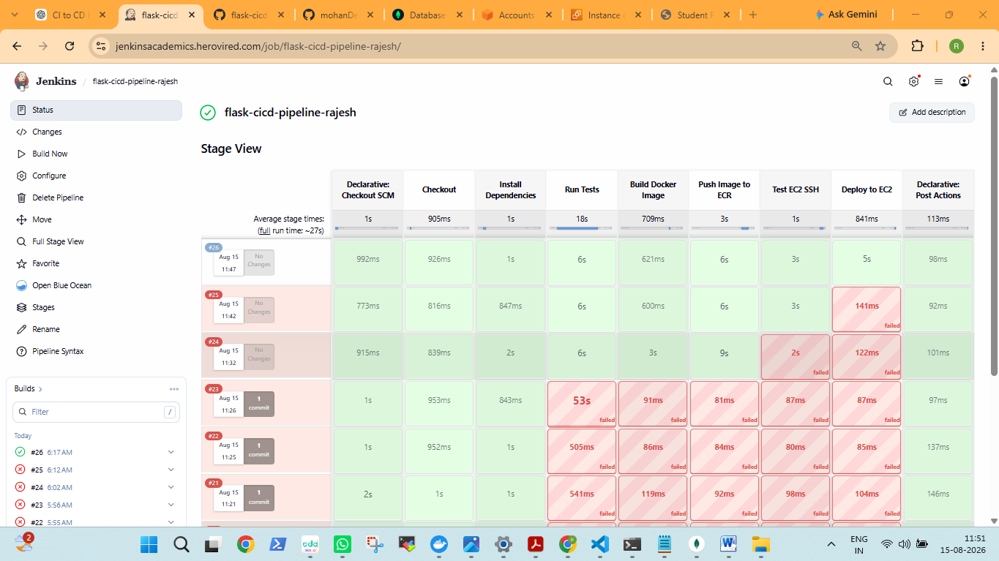 CI to CD
flask-cicd
flask-cicd
mohanDe
Database
Accounts
Instance
Student
Ask Gemini
jenkinsacademics.herovired.com/job/flask-cicd-pipeline-rajesh/
R
Jenkins / flask-cicd-pipeline-rajesh
Status
Changes
Build Now
Configure
Delete Pipeline
Move
Full Stage View
Favorite
Open Blue Ocean
Stages
Rename
Pipeline Syntax
Builds
Filter /
Today
#26 6:17 AM
#25 6:12 AM
#24 6:02 AM
#23 5:56 AM
#22 5:55 AM
flask-cicd-pipeline-rajesh
Add description
Stage View
Declarative: Checkout SCM
Checkout
Install Dependencies
Run Tests
Build Docker Image
Push Image to ECR
Test EC2 SSH
Deploy to EC2
Declarative: Post Actions
Average stage times:
(full run time: ~27s)
1s 905ms 1s 18s 709ms 3s 1s 841ms 113ms
#26
Aug 15 11:47 No Changes
992ms 926ms 1s 6s 621ms 6s 3s 5s 98ms
#25
Aug 15 11:42 No Changes
773ms 816ms 847ms 6s 600ms 6s 3s 141ms failed 92ms
#24
Aug 15 11:32 No Changes
915ms 839ms 2s 6s 3s 9s 2s failed 122ms failed 101ms
#23
Aug 15 11:26 1 commit
1s 953ms 843ms 53s failed 91ms failed 81ms failed 87ms failed 87ms failed 97ms
#22
Aug 15 11:25 1 commit
1s 952ms 1s 505ms failed 86ms failed 84ms failed 80ms failed 85ms failed 137ms
#21
Aug 15 11:21 1 commit
2s 1s 1s 541ms failed 119ms failed 92ms failed 98ms failed 104ms failed 146ms
2
ENG
IN
11:51
15-08-2026